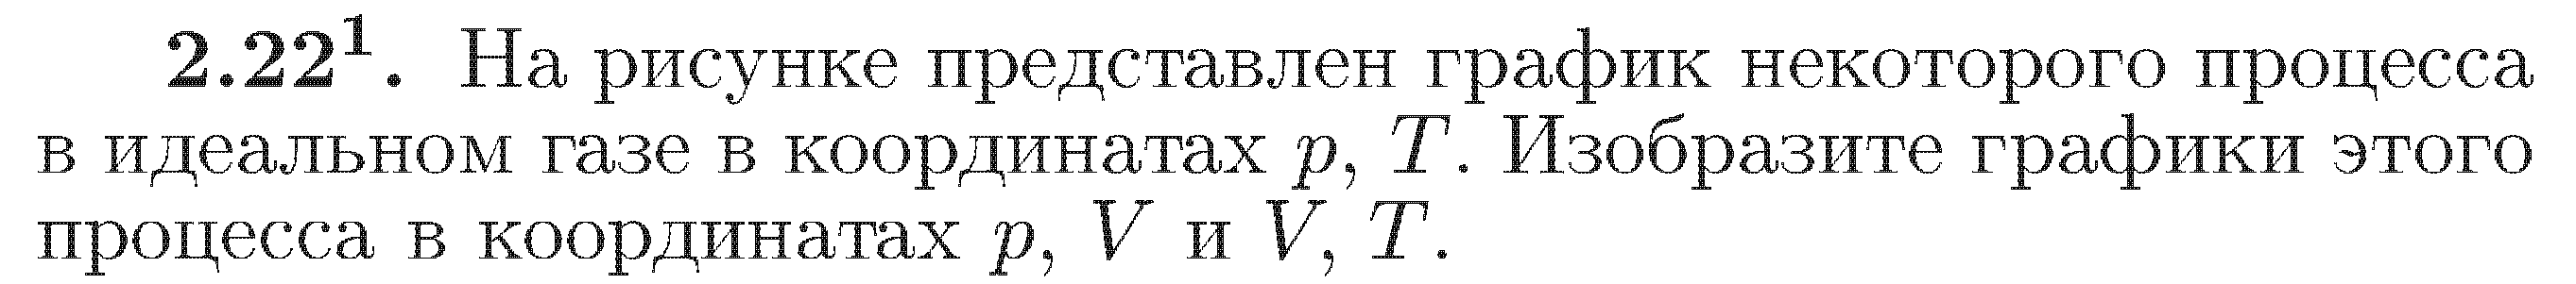 2.22¹. На рисунке представлен график некоторого процесса
в идеальном газе в координатах p, T. Изобразите графики этого
процесса в координатах p, V и V, T.